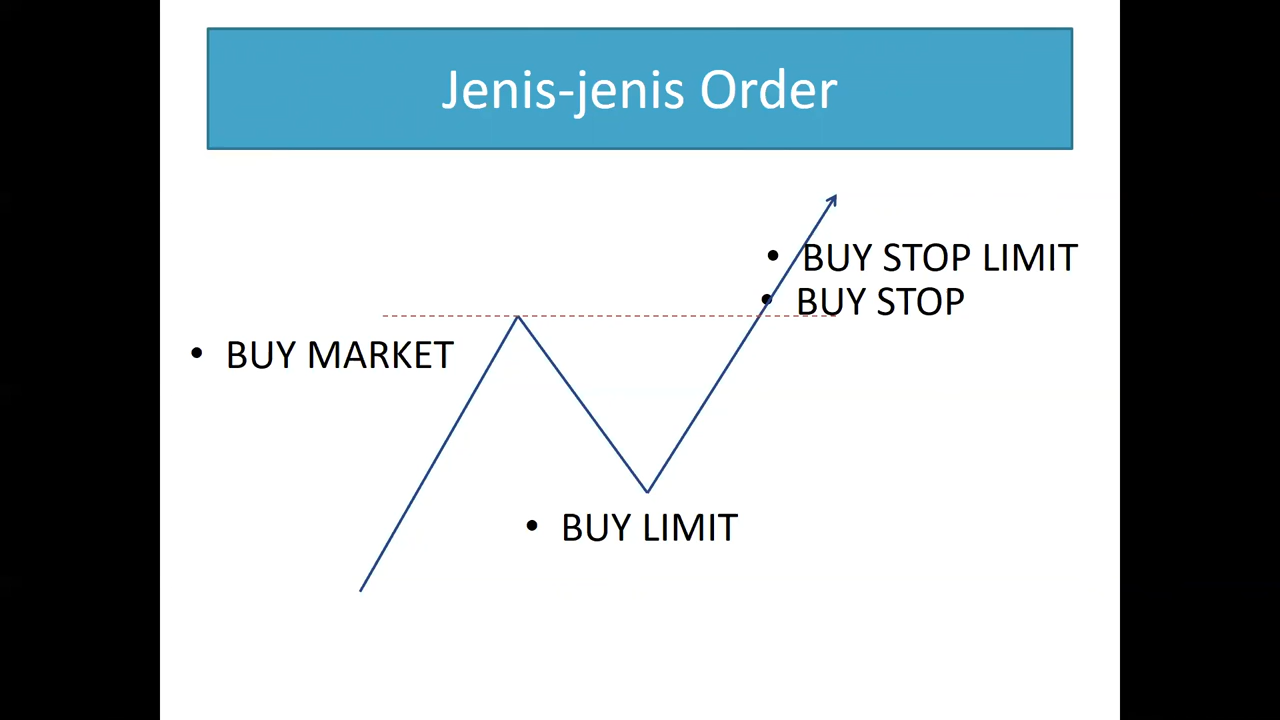 Jenis-jenis Order
• BUY STOP LIMIT
• BUY STOP
• BUY MARKET
• BUY LIMIT